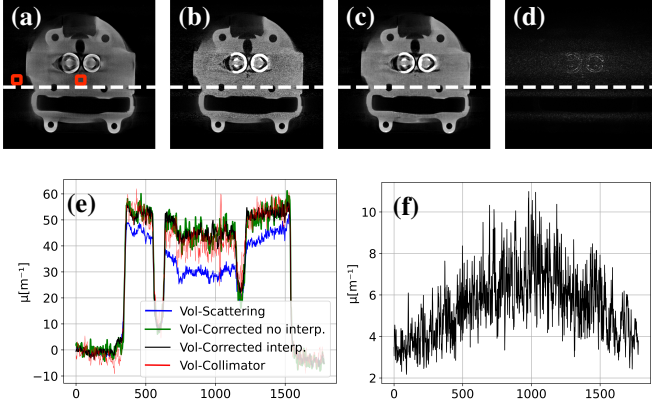 (a) (b) (c) (d)
(e)
60
50
40
30
20
10
0
−10
μ[m⁻¹]
0 500 1000 1500
Vol-Scattering
Vol-Corrected no interp.
Vol-Corrected interp.
Vol-Collimator
(f)
10
8
6
4
2
μ[m⁻¹]
0 500 1000 1500